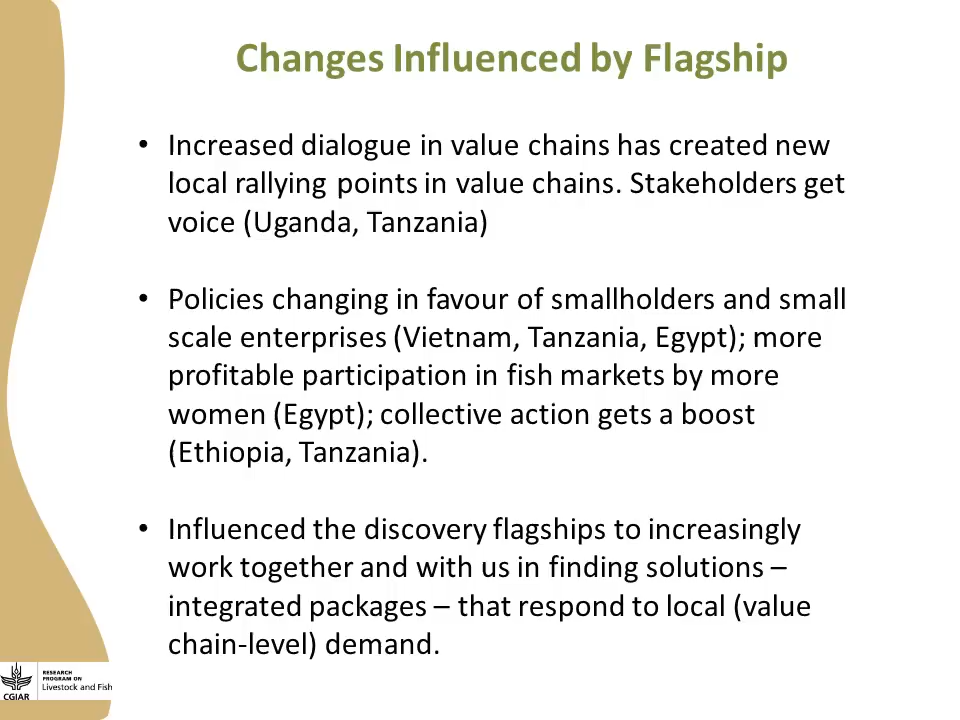 Changes Influenced by Flagship
• Increased dialogue in value chains has created new
local rallying points in value chains. Stakeholders get
voice (Uganda, Tanzania)
• Policies changing in favour of smallholders and small
scale enterprises (Vietnam, Tanzania, Egypt); more
profitable participation in fish markets by more
women (Egypt); collective action gets a boost
(Ethiopia, Tanzania).
• Influenced the discovery flagships to increasingly
work together and with us in finding solutions –
integrated packages – that respond to local (value
chain-level) demand.
CGIAR
RESEARCH
PROGRAM ON
Livestock and Fish